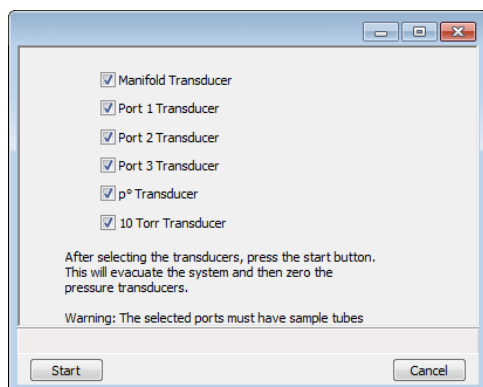 Manifold Transducer
Port 1 Transducer
Port 2 Transducer
Port 3 Transducer
p° Transducer
10 Torr Transducer
After selecting the transducers, press the start button.
This will evacuate the system and then zero the
pressure transducers.
Warning: The selected ports must have sample tubes
Start
Cancel